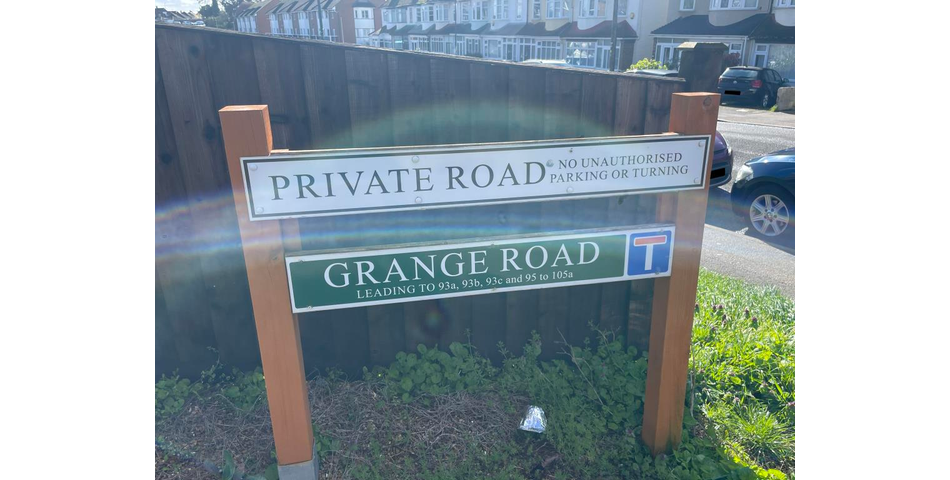 PRIVATE ROAD
NO UNAUTHORISED
PARKING OR TURNING
GRANGE ROAD
LEADING TO 93a, 93b, 93c and 95 to 105a